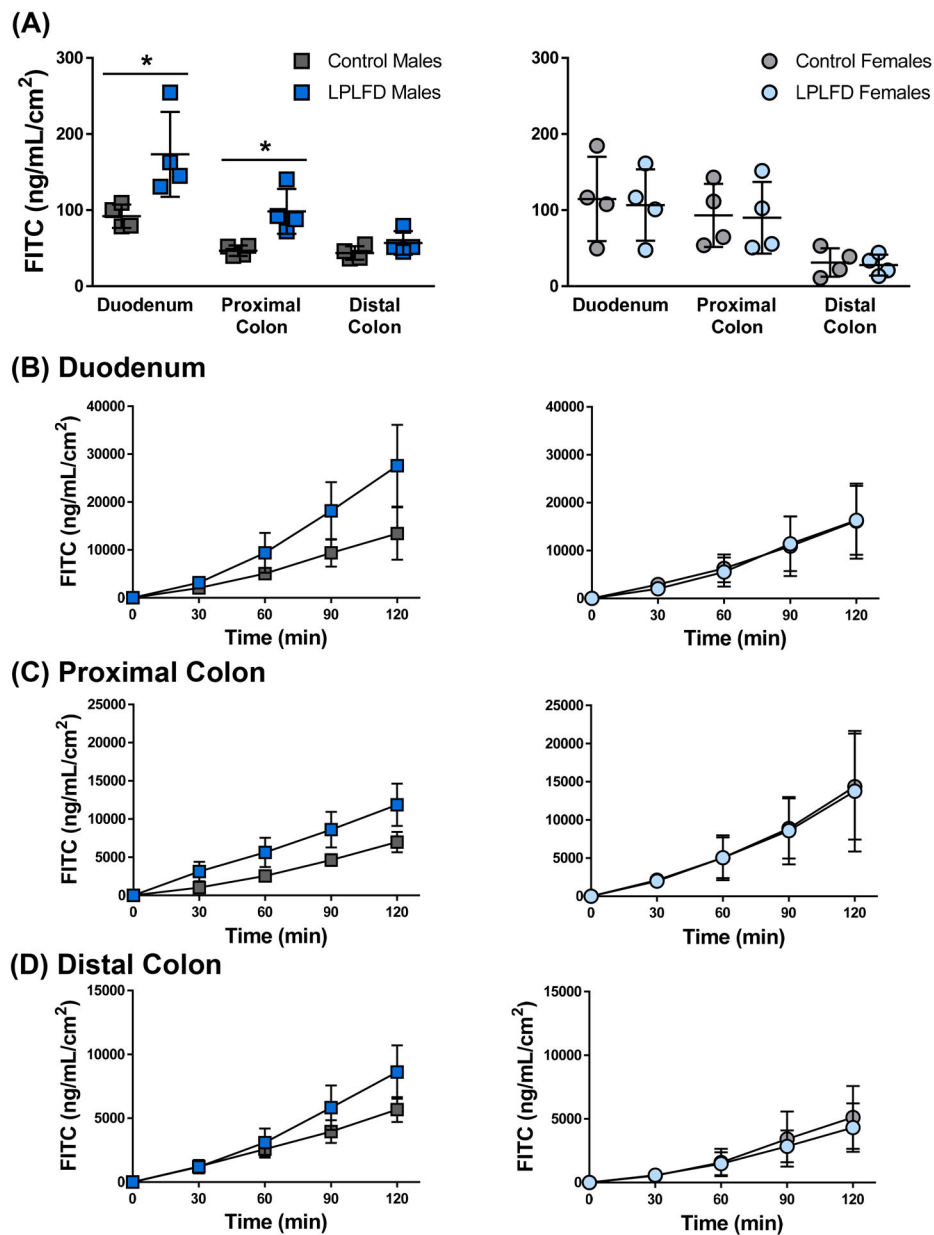 (A)
FITC (ng/mL/cm²)
300
200
100
0
*
*
Control Males
LPLFD Males
Duodenum
Proximal
Colon
Distal
Colon
300
200
100
0
Control Females
LPLFD Females
Duodenum
Proximal
Colon
Distal
Colon
(B) Duodenum
FITC (ng/mL/cm²)
40000
30000
20000
10000
0
0 30 60 90 120
Time (min)
40000
30000
20000
10000
0
0 30 60 90 120
Time (min)
(C) Proximal Colon
FITC (ng/mL/cm²)
25000
20000
15000
10000
5000
0
0 30 60 90 120
Time (min)
25000
20000
15000
10000
5000
0
0 30 60 90 120
Time (min)
(D) Distal Colon
FITC (ng/mL/cm²)
15000
10000
5000
0
0 30 60 90 120
Time (min)
FITC (ng/mL/cm²)
15000
10000
5000
0
0 30 60 90 120
Time (min)